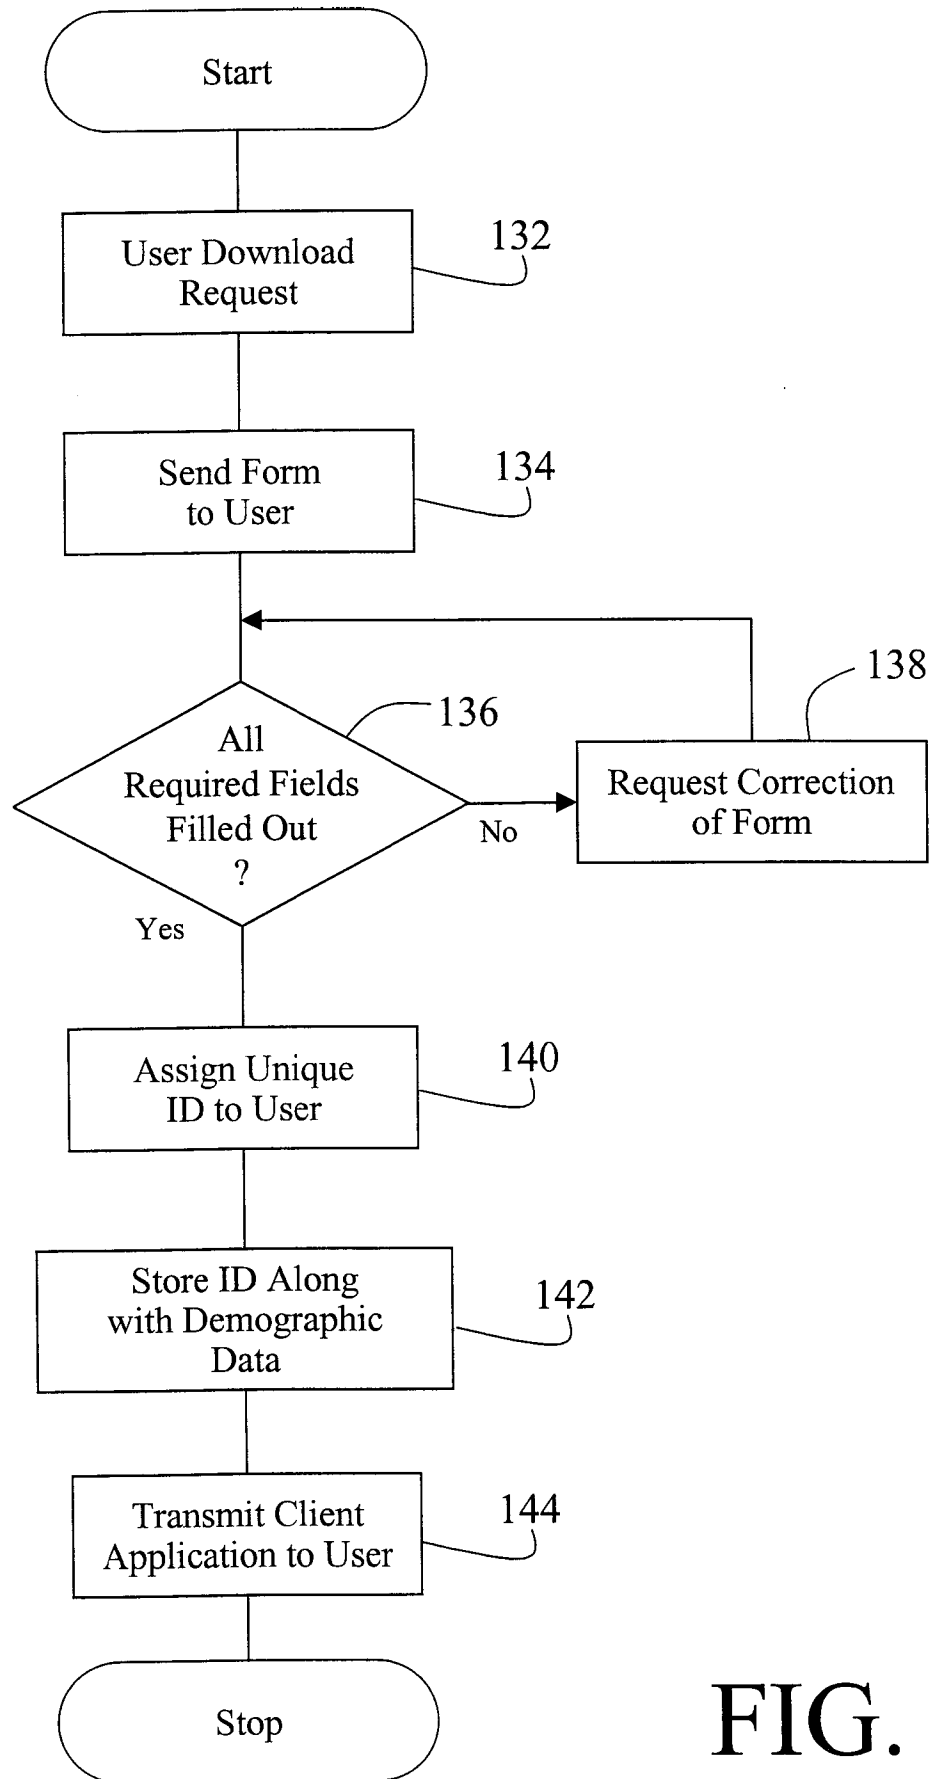 Start
User Download
Request
132
Send Form
to User
134
All
Required Fields
Filled Out
?
136
No
Request Correction
of Form
138
Yes
Assign Unique
ID to User
140
Store ID Along
with Demographic
Data
142
Transmit Client
Application to User
144
Stop
FIG.